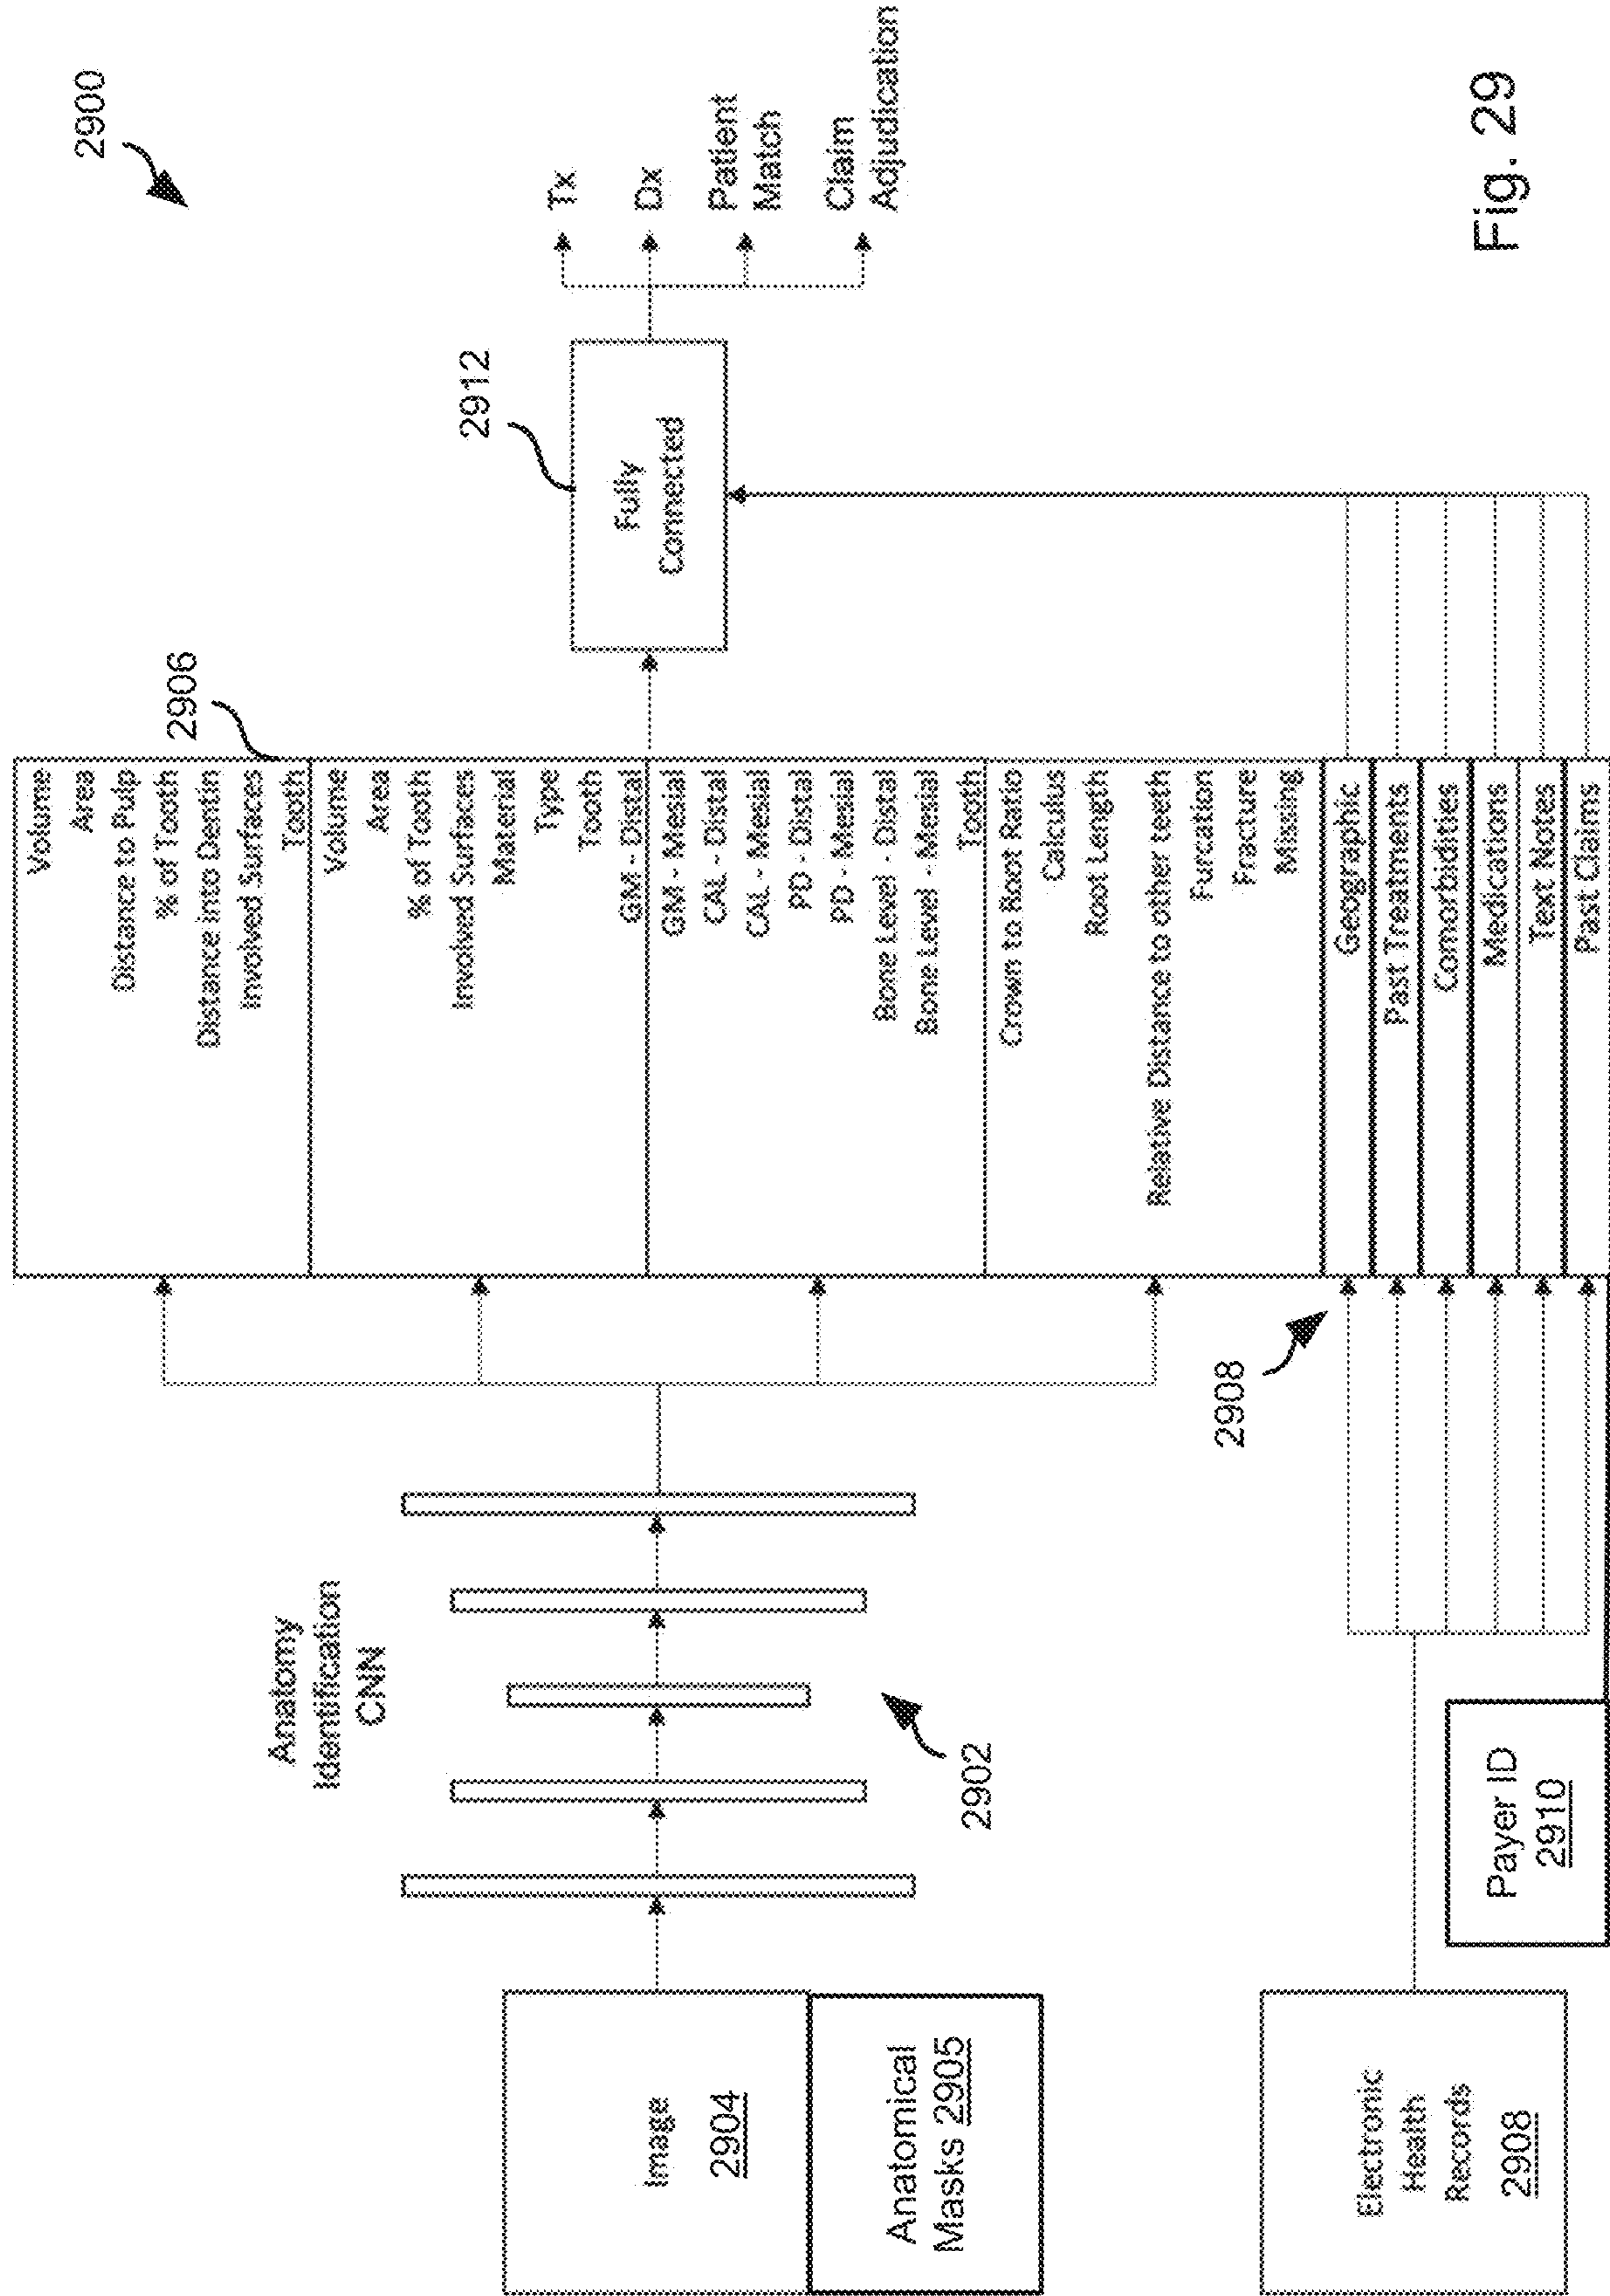 2900
Anatomy
Identification
CNN
2906
2912
Image
2904
Anatomical
Masks 2905
2902
Volume
Area
Distance to Pulp
% of Tooth
Distance into Dentin
Involved Surfaces
Tooth
Volume
Area
% of Tooth
Involved Surfaces
Material
Type
Tooth
GM - Distal
GM - Mesial
CAL - Distal
CAL - Mesial
PD - Distal
PD - Mesial
Bone Level - Distal
Bone Level - Mesial
Tooth
Crown to Root Ratio
Calculus
Root Length
Relative Distance to other teeth
Furcation
Fracture
Missing
Fully
Connected
Tx
Dx
Patient
Match
Claim
Adjudication
Electronic
Health
Records
2908
Payer ID
2910
2908
Geographic
Past Treatments
Comorbidities
Medications
Text Notes
Past Claims
Fig. 29